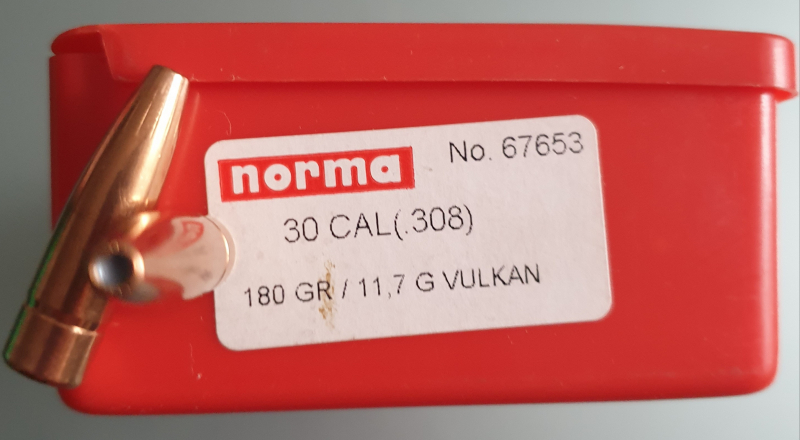 norma
No. 67653
30 CAL(.308)
180 GR / 11,7 G VULKAN